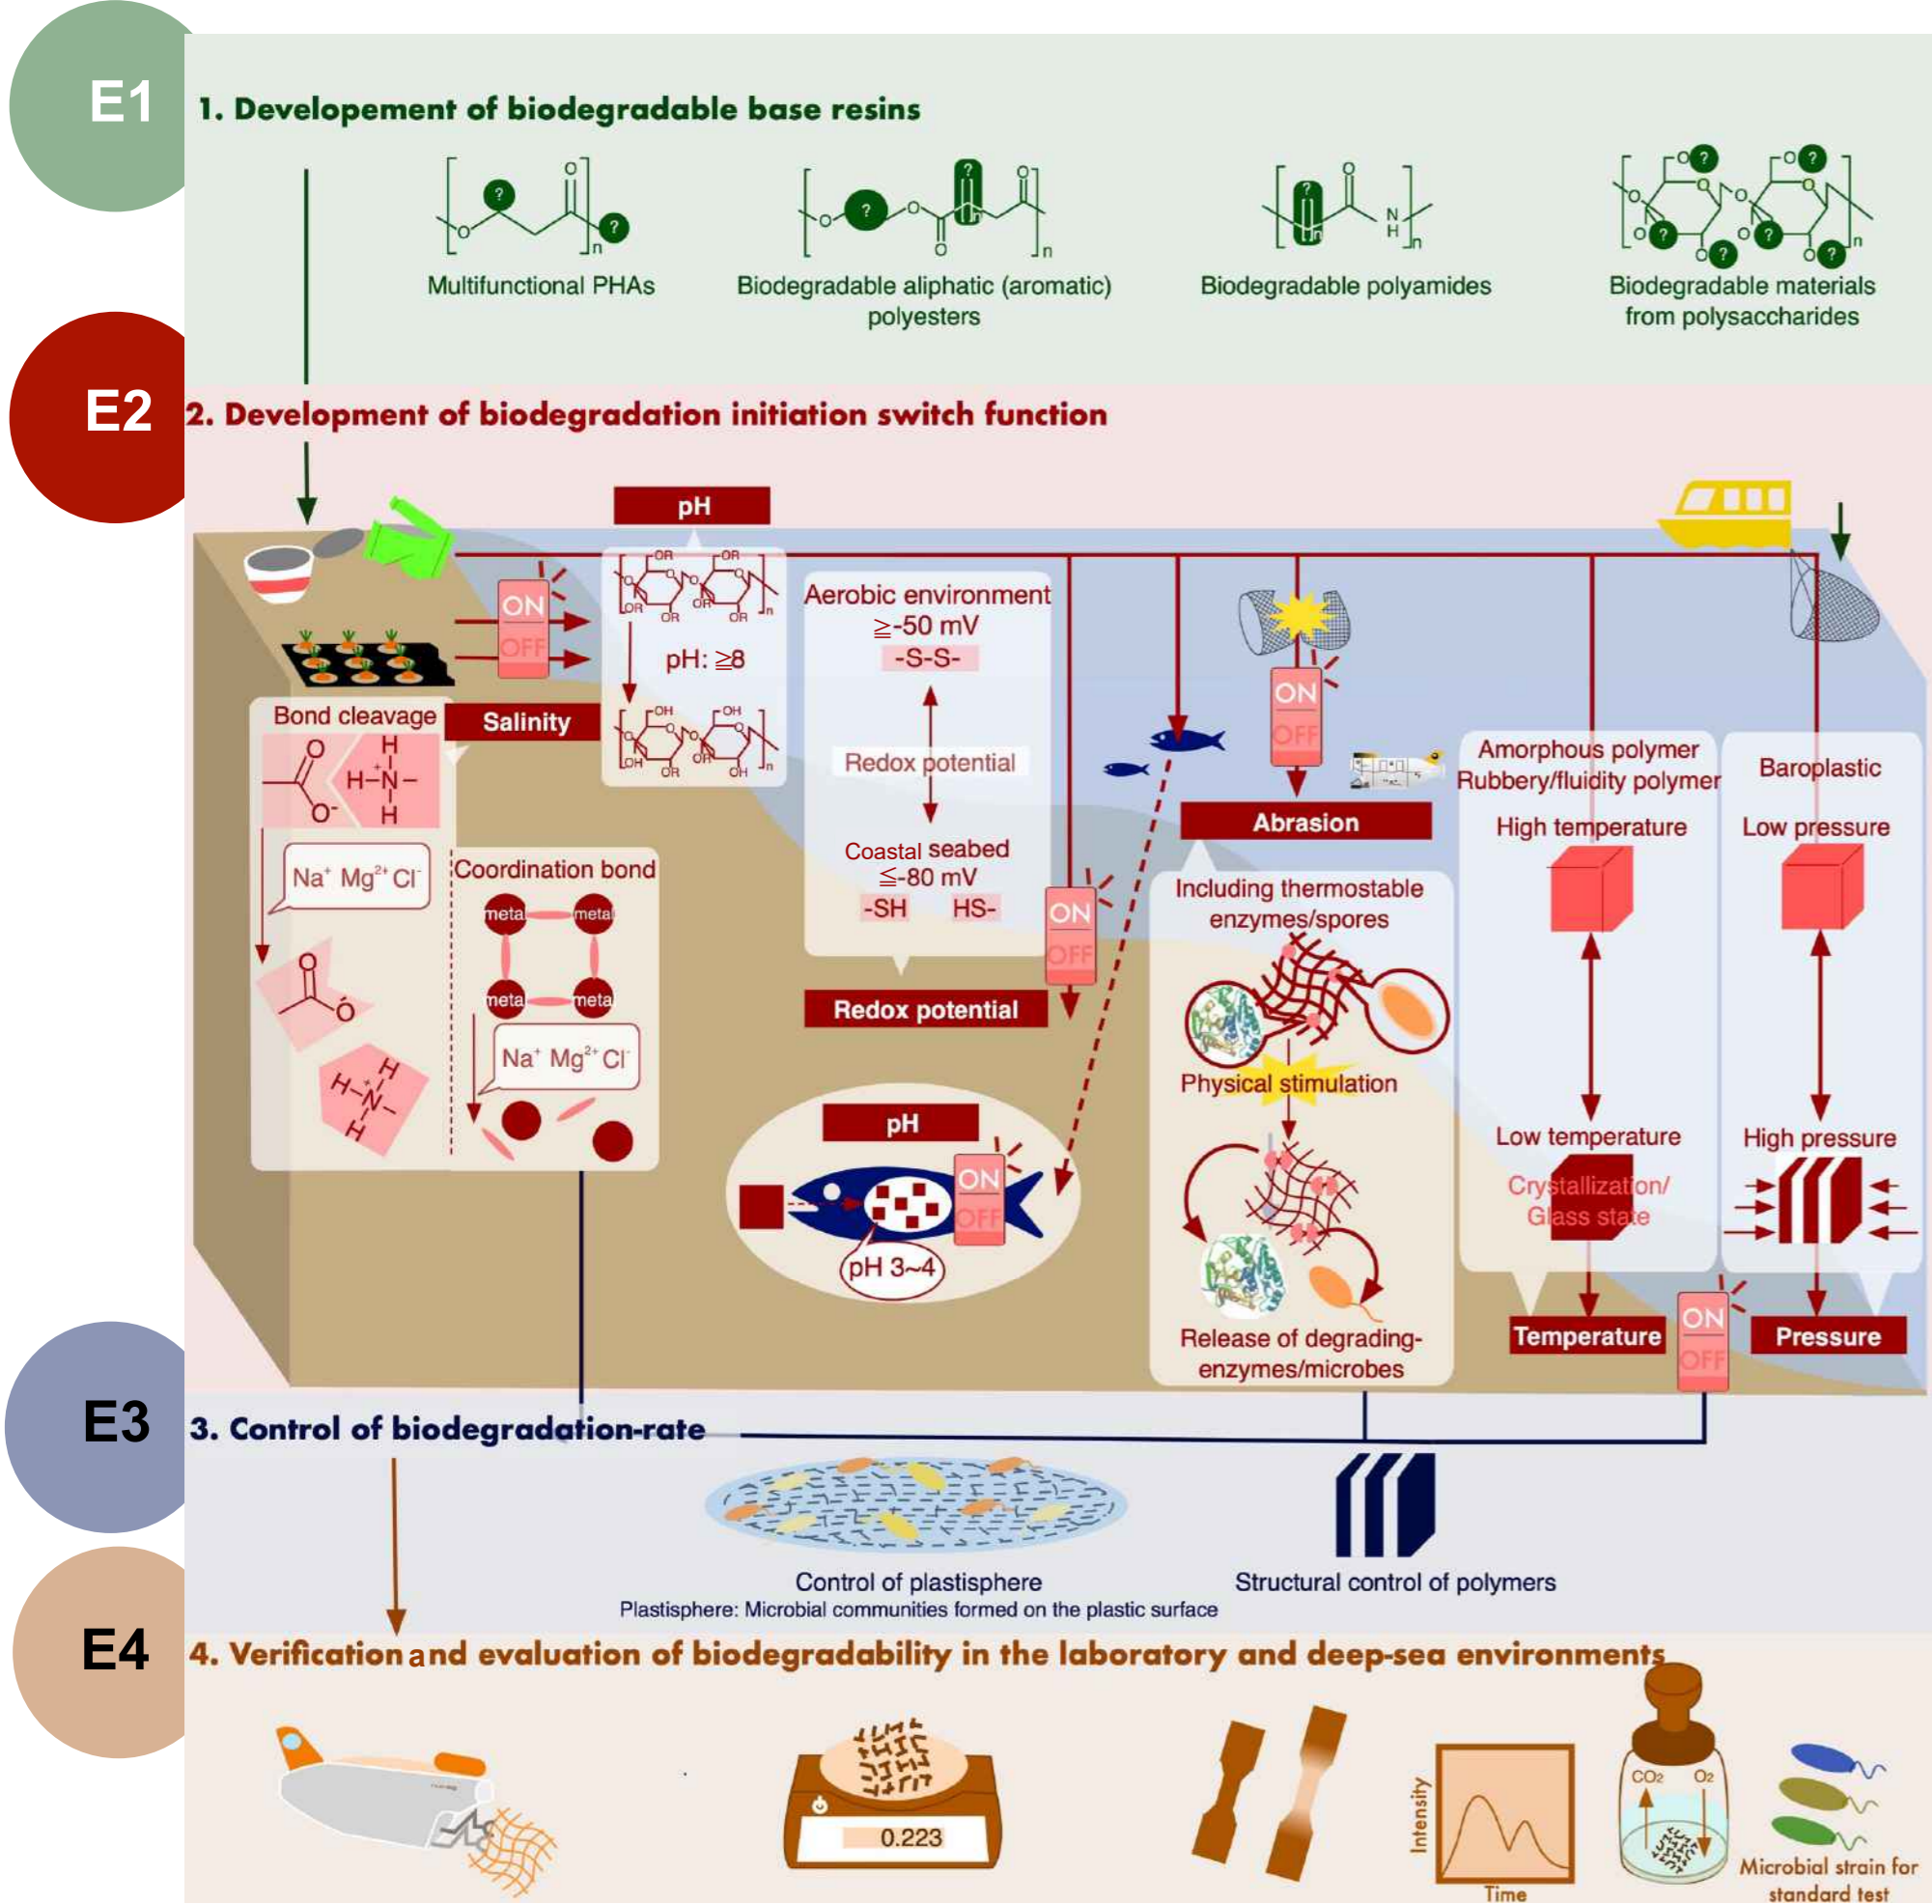 E1
1. Developement of biodegradable base resins
Multifunctional PHAs
Biodegradable aliphatic (aromatic)
polyesters
Biodegradable polyamides
Biodegradable materials
from polysaccharides
E2
2. Development of biodegradation initiation switch function
pH
ON
OFF
pH: ≧8
Salinity
Bond cleavage
Na⁺ Mg²⁺ Cl⁻
Coordination bond
metal
metal
metal
metal
Na⁺ Mg²⁺ Cl⁻
Aerobic environment
≧-50 mV
-S-S-
Redox potential
Coastal seabed
≦-80 mV
-SH HS-
ON
OFF
Redox potential
pH
ON
OFF
pH 3~4
ON
OFF
Abrasion
Including thermostable
enzymes/spores
Physical stimulation
Release of degrading-
enzymes/microbes
Amorphous polymer
Rubbery/fluidity polymer
High temperature
Low temperature
Crystallization/
Glass state
Temperature
Baroplastic
Low pressure
High pressure
ON
OFF
Pressure
E3
3. Control of biodegradation-rate
Control of plastisphere
Plastisphere: Microbial communities formed on the plastic surface
Structural control of polymers
E4
4. Verification and evaluation of biodegradability in the laboratory and deep-sea environments
0.223
Intensity
Time
CO₂ O₂
Microbial strain for
standard test